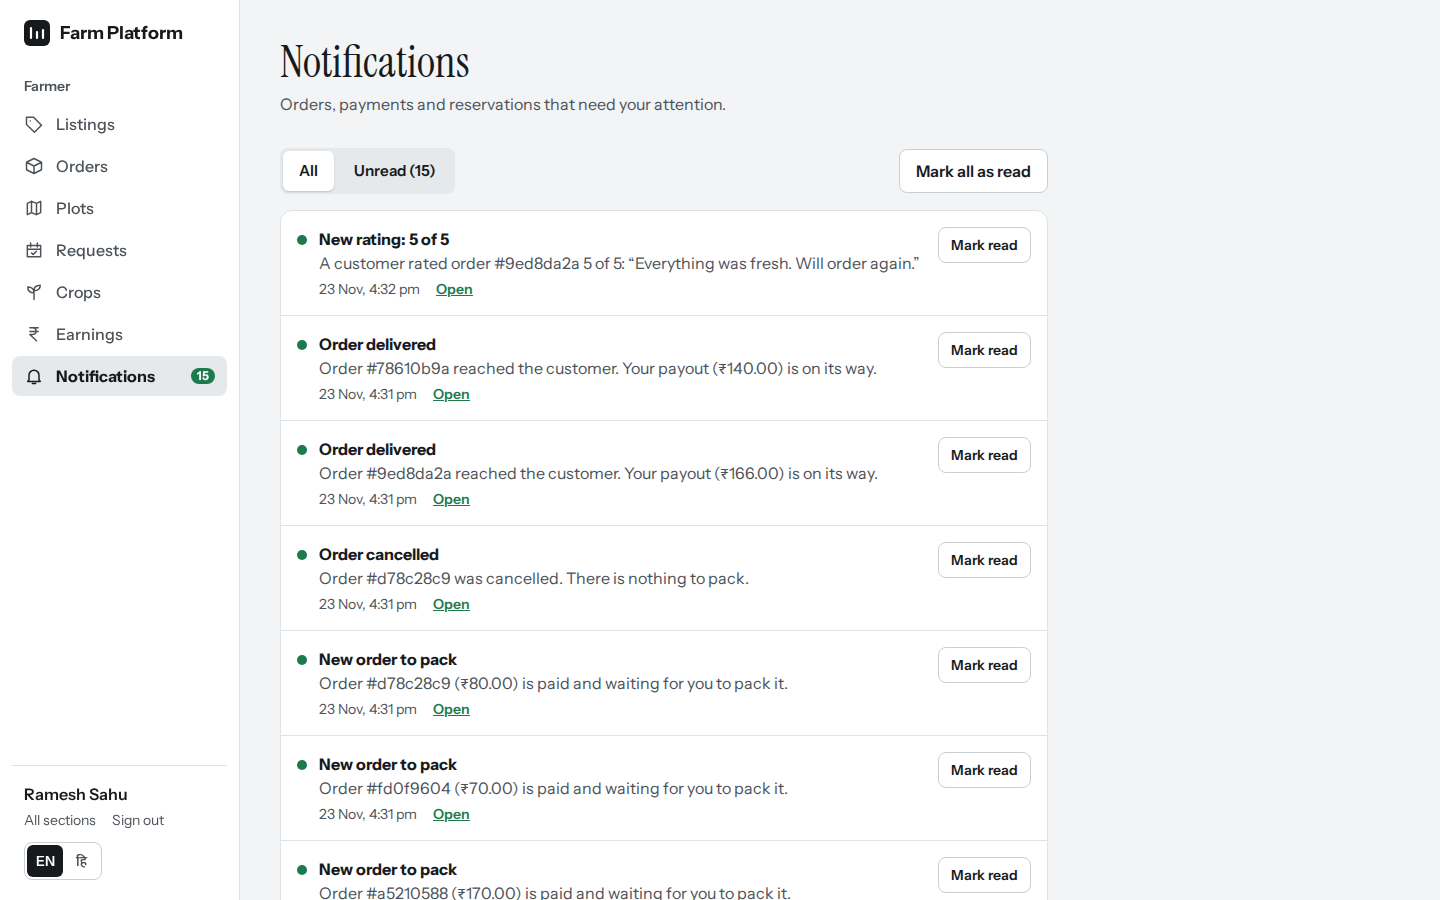 Farm Platform
Farmer
Listings
Orders
Plots
Requests
Crops
Earnings
Notifications 15
Ramesh Sahu
All sections Sign out
EN हि
Notifications
Orders, payments and reservations that need your attention.
All Unread (15) Mark all as read
New rating: 5 of 5 Mark read
A customer rated order #9ed8da2a 5 of 5: “Everything was fresh. Will order again.”
23 Nov, 4:32 pm Open
Order delivered Mark read
Order #78610b9a reached the customer. Your payout (₹140.00) is on its way.
23 Nov, 4:31 pm Open
Order delivered Mark read
Order #9ed8da2a reached the customer. Your payout (₹166.00) is on its way.
23 Nov, 4:31 pm Open
Order cancelled Mark read
Order #d78c28c9 was cancelled. There is nothing to pack.
23 Nov, 4:31 pm Open
New order to pack Mark read
Order #d78c28c9 (₹80.00) is paid and waiting for you to pack it.
23 Nov, 4:31 pm Open
New order to pack Mark read
Order #fd0f9604 (₹70.00) is paid and waiting for you to pack it.
23 Nov, 4:31 pm Open
New order to pack Mark read
Order #a5210588 (₹170.00) is paid and waiting for you to pack it.